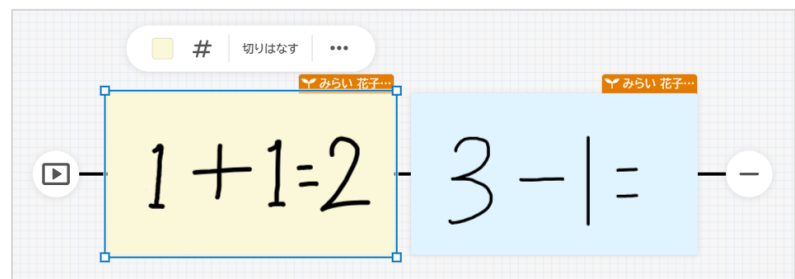 # 切りはなす •••
みらい 花子… みらい 花子…
1+1=2 3-1=